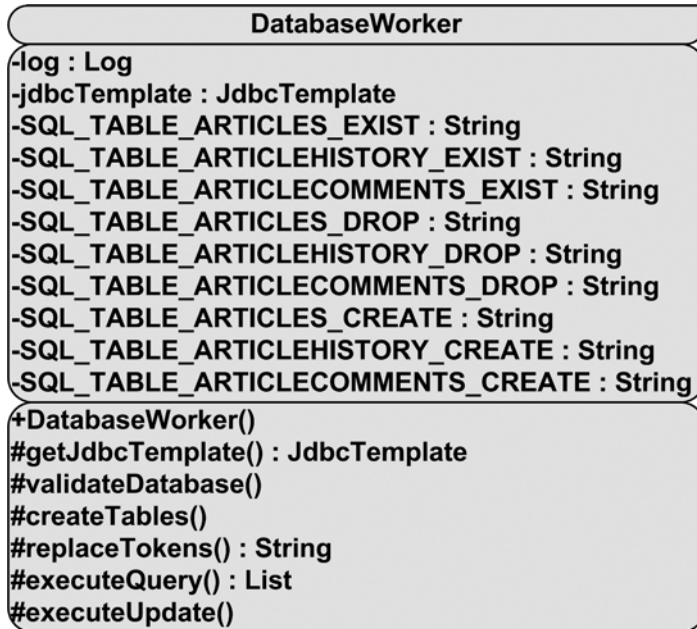 DatabaseWorker
-log : Log
-jdbcTemplate : JdbcTemplate
-SQL_TABLE_ARTICLES_EXIST : String
-SQL_TABLE_ARTICLEHISTORY_EXIST : String
-SQL_TABLE_ARTICLECOMMENTS_EXIST : String
-SQL_TABLE_ARTICLES_DROP : String
-SQL_TABLE_ARTICLEHISTORY_DROP : String
-SQL_TABLE_ARTICLECOMMENTS_DROP : String
-SQL_TABLE_ARTICLES_CREATE : String
-SQL_TABLE_ARTICLEHISTORY_CREATE : String
-SQL_TABLE_ARTICLECOMMENTS_CREATE : String
+DatabaseWorker()
#getJdbcTemplate() : JdbcTemplate
#validateDatabase()
#createTables()
#replaceTokens() : String
#executeQuery() : List
#executeUpdate()